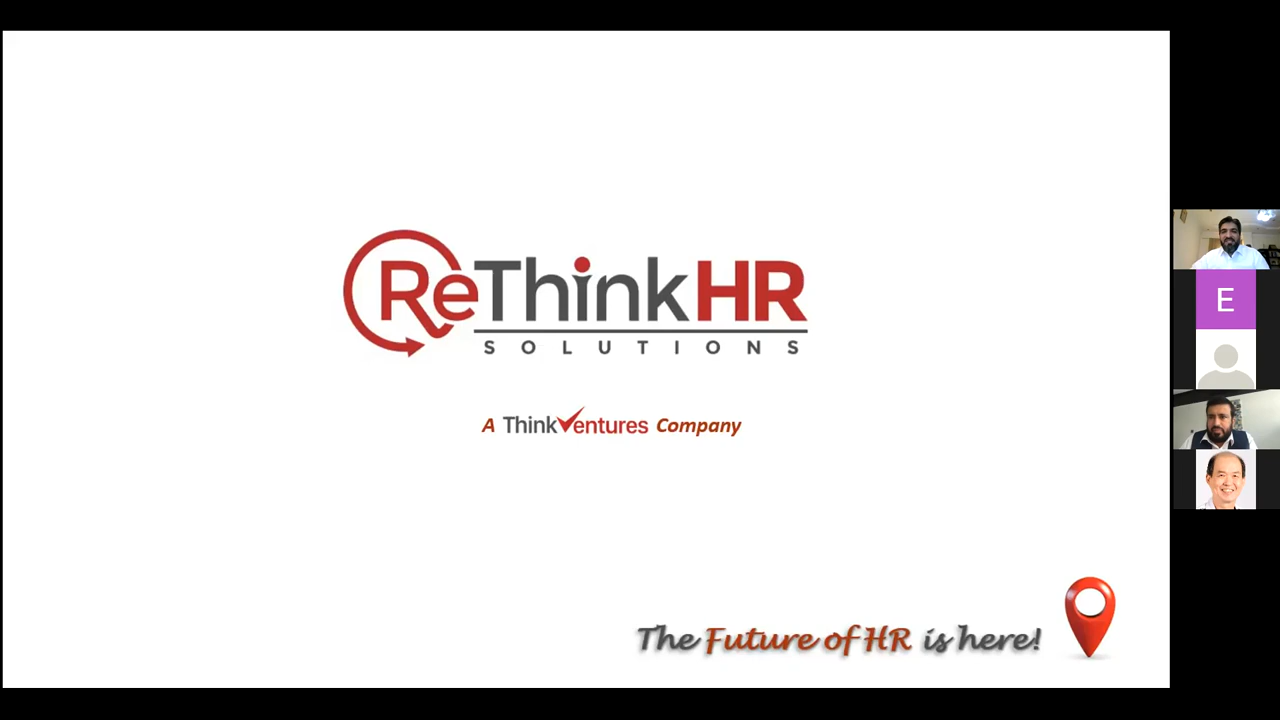 ReThinkHR
SOLUTIONS
A ThinkVentures Company
The Future of HR is here!
E